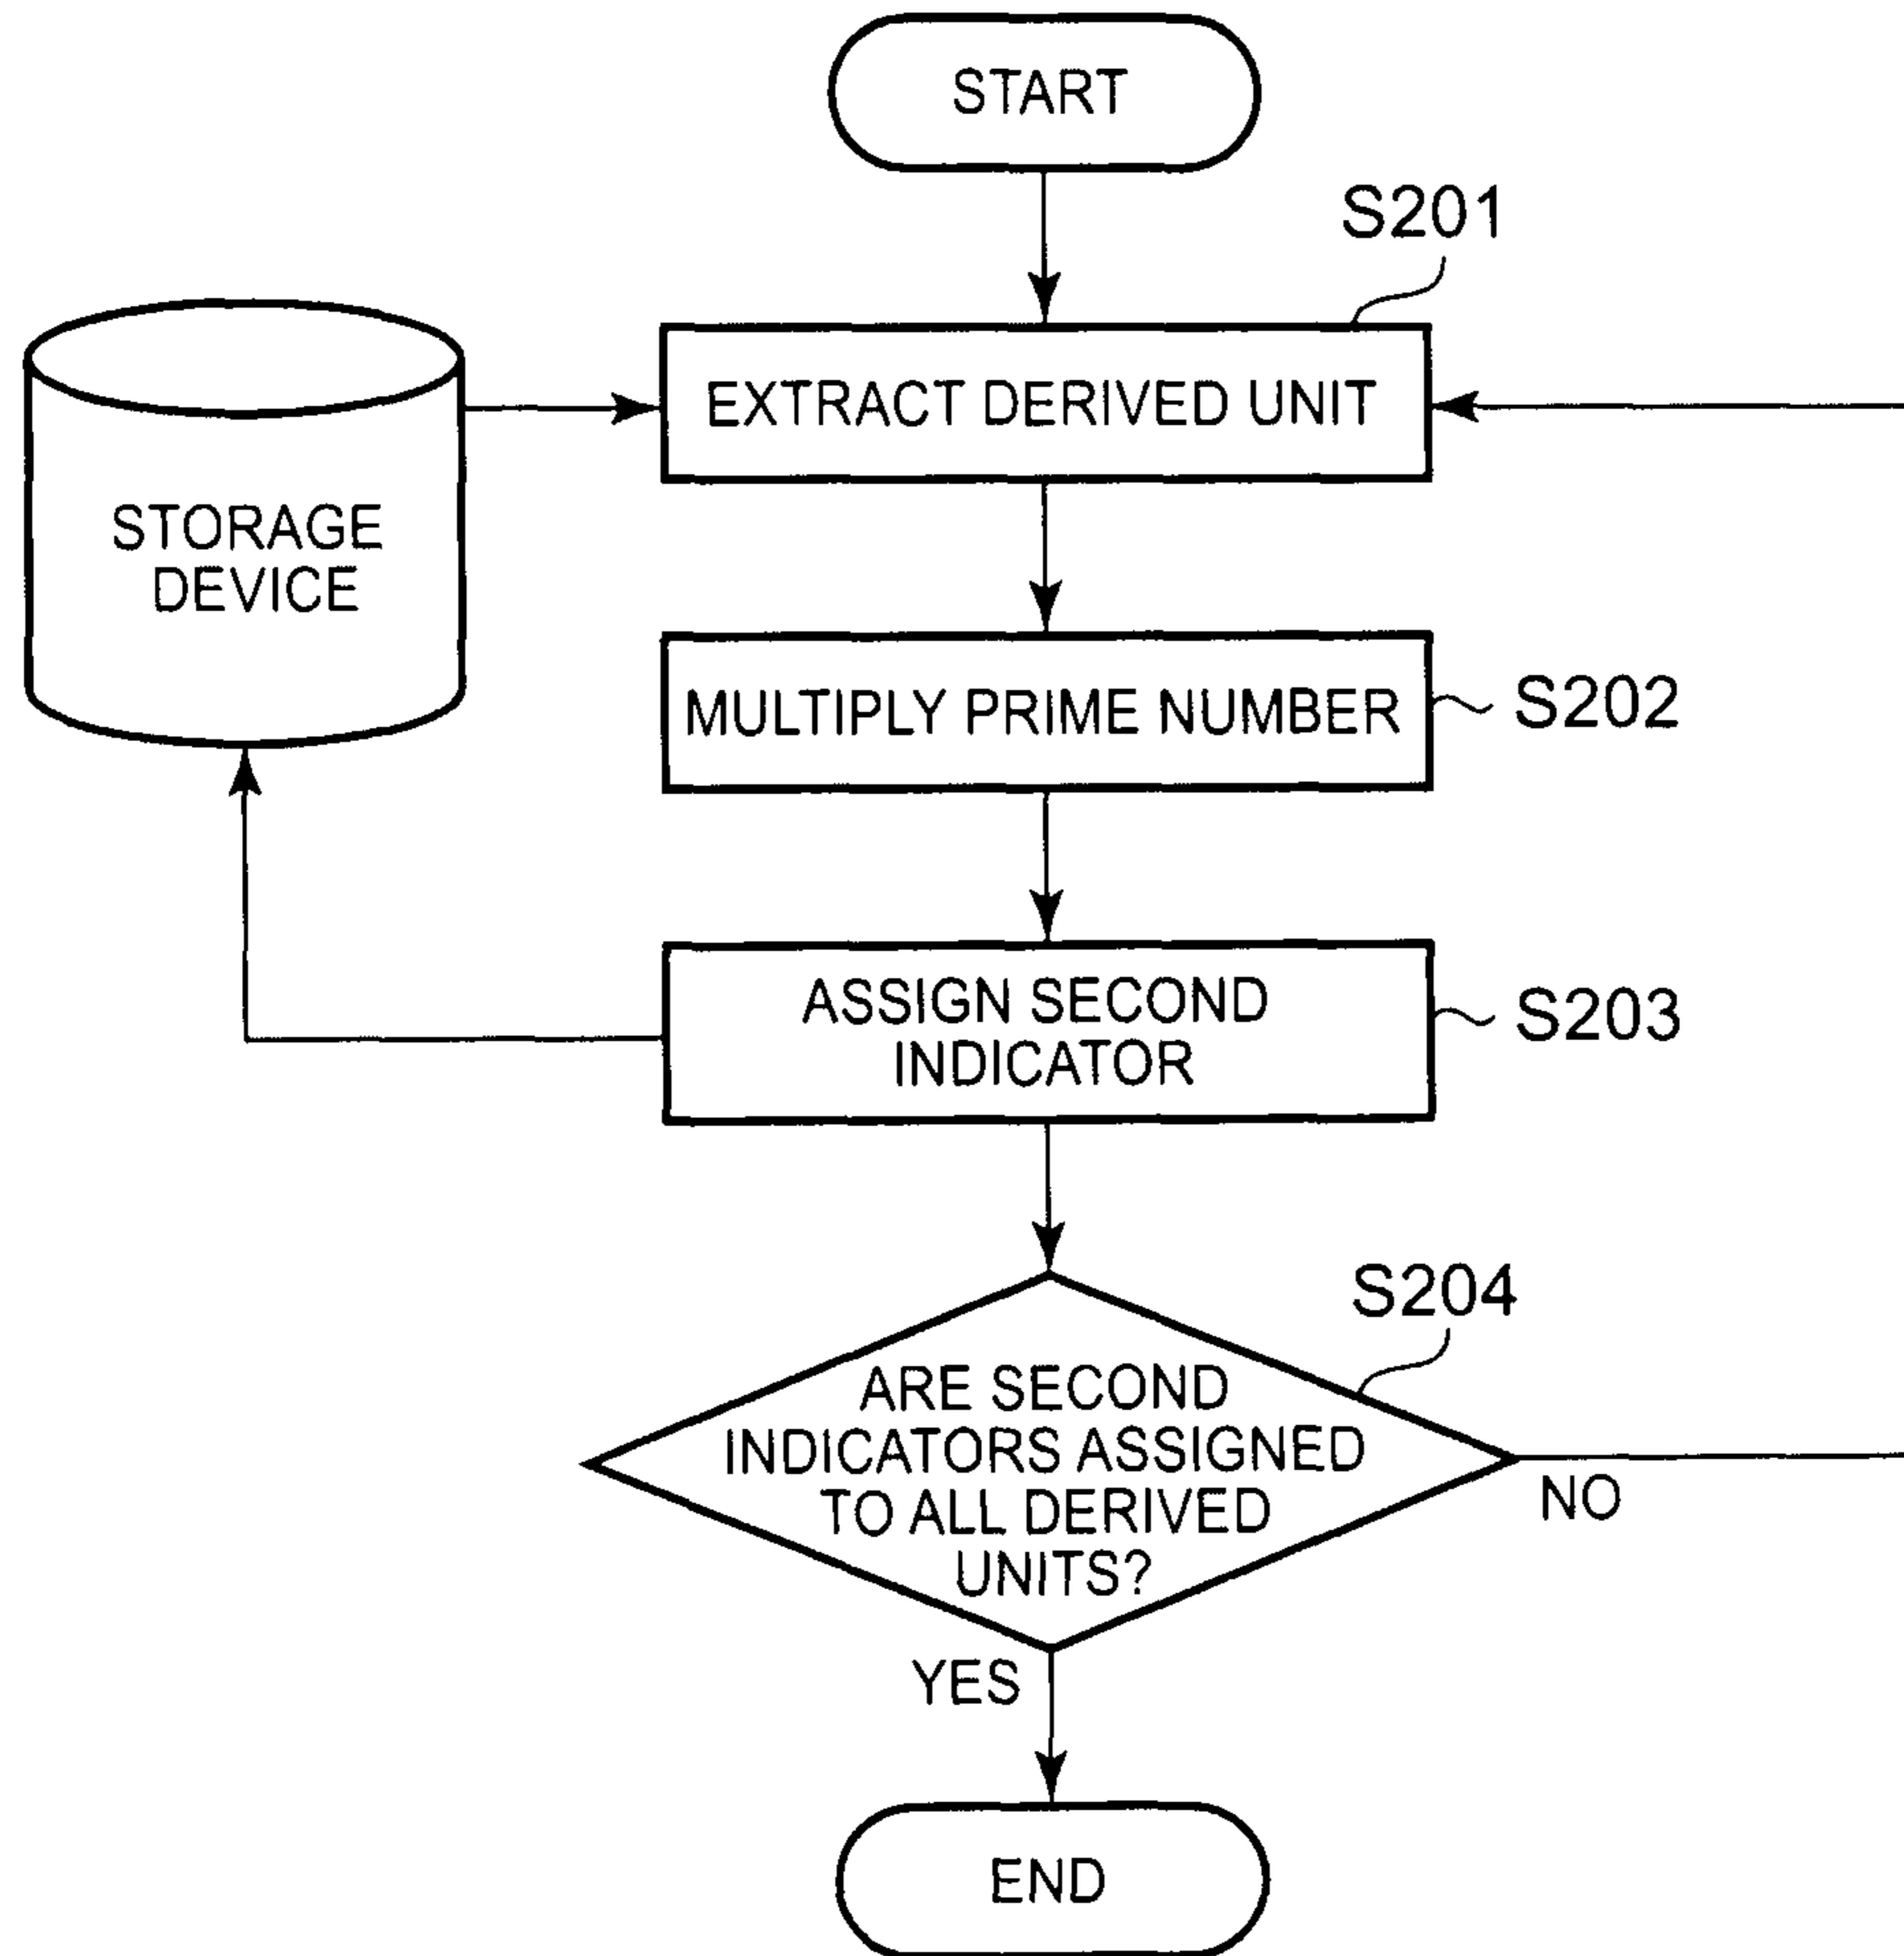 START
S201
EXTRACT DERIVED UNIT
STORAGE
DEVICE
MULTIPLY PRIME NUMBER
S202
ASSIGN SECOND
INDICATOR
S203
S204
ARE SECOND
INDICATORS ASSIGNED
TO ALL DERIVED
UNITS?
NO
YES
END